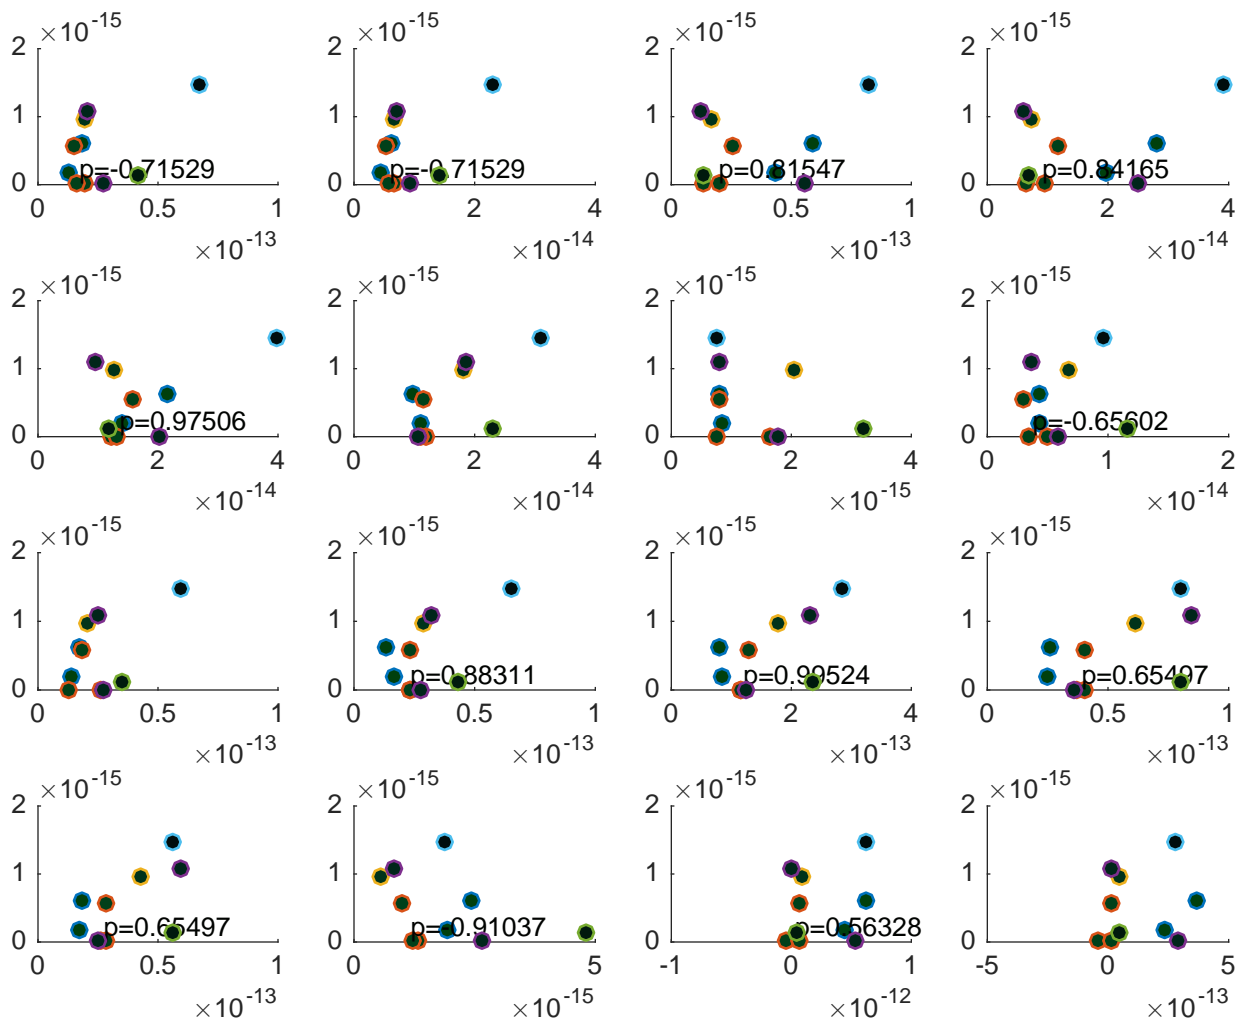 ×10-15 ×10-15 ×10-15 ×10-15
2 2 2 2
1 1 1 1
p=-0.71529 p=-0.71529 p=0.81547 p=0.84165
0 0 0 0
0 0.5 1 0 2 4 0 0.5 1 0 2 4
×10-13 ×10-14 ×10-13 ×10-14
×10-15 ×10-15 ×10-15 ×10-15
2 2 2 2
1 1 1 1
p=0.97506 p=-0.65602
0 0 0 0
0 2 4 0 2 4 0 2 4 0 1 2
×10-14 ×10-14 ×10-15 ×10-14
×10-15 ×10-15 ×10-15 ×10-15
2 2 2 2
1 1 1 1
p=0.88311 p=0.99524 p=0.65497
0 0 0 0
0 0.5 1 0 0.5 1 0 2 4 0 0.5 1
×10-13 ×10-13 ×10-13 ×10-13
×10-15 ×10-15 ×10-15 ×10-15
2 2 2 2
1 1 1 1
p=0.65497 p=-0.91037 p=0.56328
0 0 0 0
0 0.5 1 0 5 -1 0 1 -5 0 5
×10-13 ×10-15 ×10-12 ×10-13